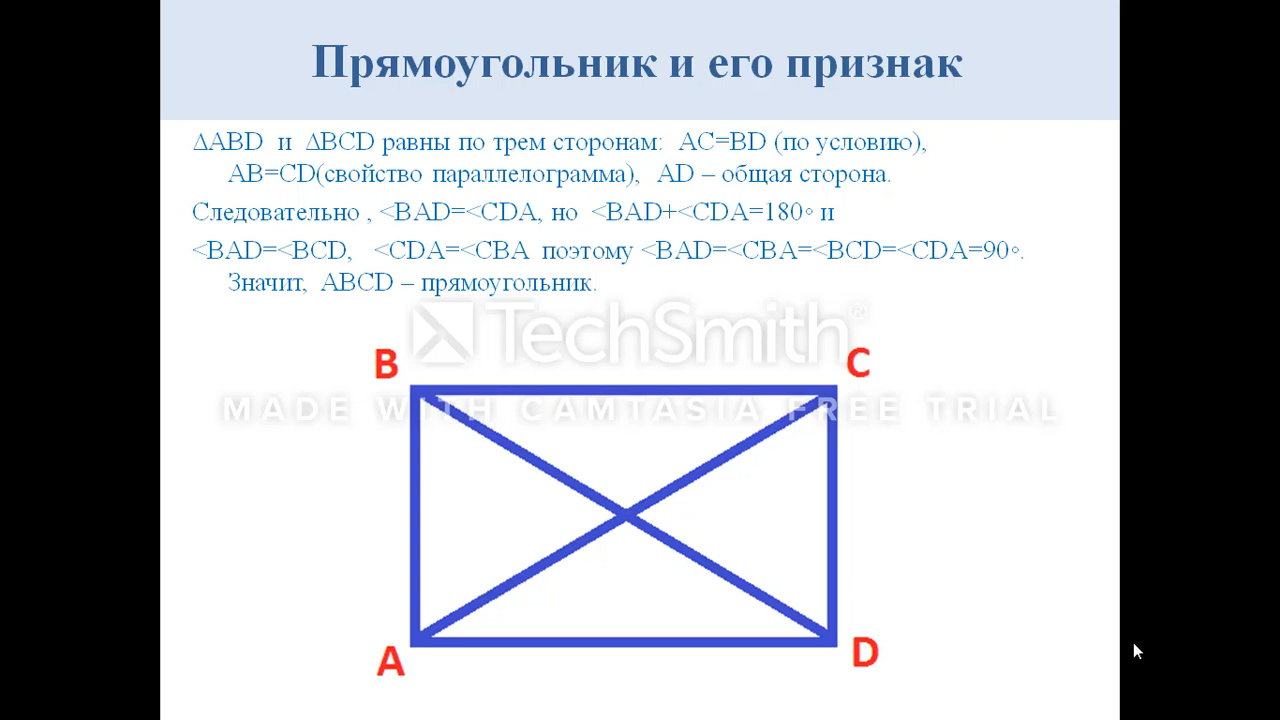 Прямоугольник и его признак
∆ABD и ∆BCD равны по трем сторонам: AC=BD (по условию),
AB=CD(свойство параллелограмма), AD – общая сторона.
Следовательно , <BAD=<CDA, но <BAD+<CDA=180◦ и
<BAD=<BCD, <CDA=<CBA поэтому <BAD=<CBA=<BCD=<CDA=90◦.
Значит, ABCD – прямоугольник.
TechSmith®
B C
MADE WITH CAMTASIA FREE TRIAL
A D